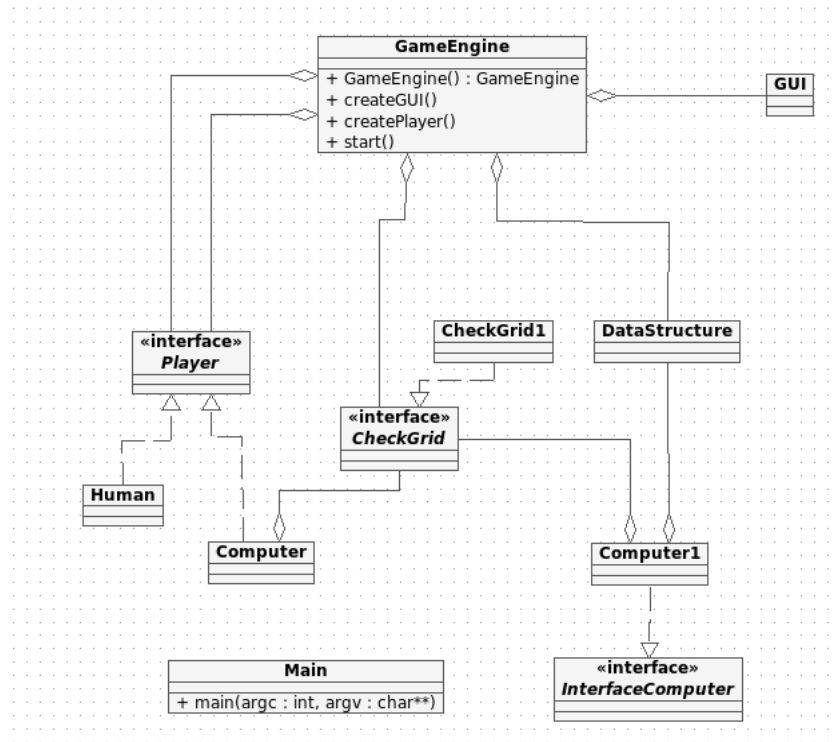 GameEngine
+ GameEngine() : GameEngine
+ createGUI()
+ createPlayer()
+ start()
GUI
«interface»
Player
CheckGrid1
DataStructure
«interface»
CheckGrid
Human
Computer
Computer1
Main
+ main(argc : int, argv : char**)
«interface»
InterfaceComputer